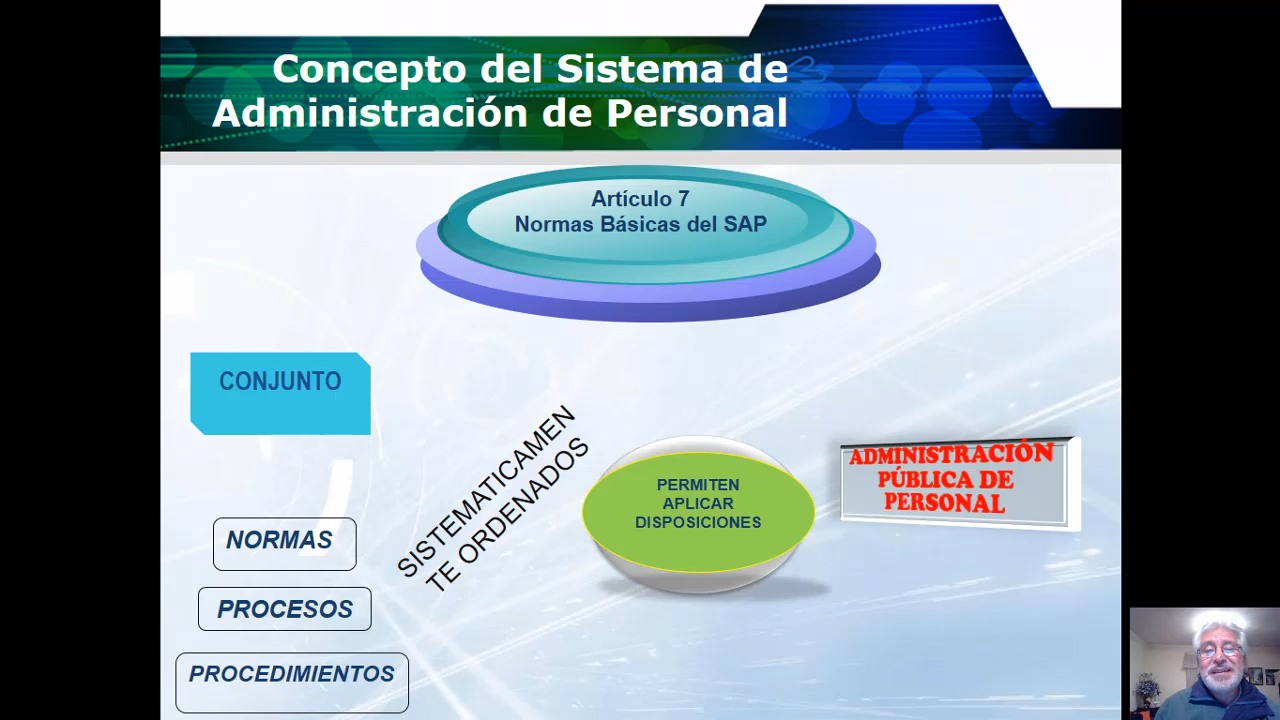 Concepto del Sistema de
Administración de Personal
Artículo 7
Normas Básicas del SAP
CONJUNTO
NORMAS
PROCESOS
PROCEDIMIENTOS
SISTEMATICAMEN
TE ORDENADOS
PERMITEN
APLICAR
DISPOSICIONES
ADMINISTRACIÓN
PÚBLICA DE
PERSONAL